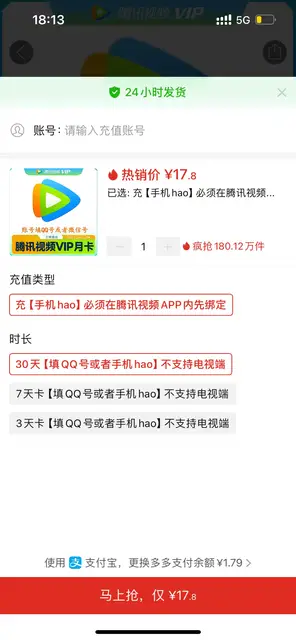 18:13
5G
腾讯视频 VIP
24小时发货
账号：请输入充值账号
热销价 ¥17.8
已选: 充【手机hao】必须在腾讯视频...
账号填QQ号或者微信号
腾讯视频VIP月卡
1
疯抢180.12万件
充值类型
充【手机hao】必须在腾讯视频APP内先绑定
时长
30天【填QQ号或者手机hao】不支持电视端
7天卡【填QQ号或者手机hao】不支持电视端
3天卡【填QQ号或者手机hao】不支持电视端
使用 支付宝，更换多多支付余额 ¥1.79 >
马上抢，仅 ¥17.8